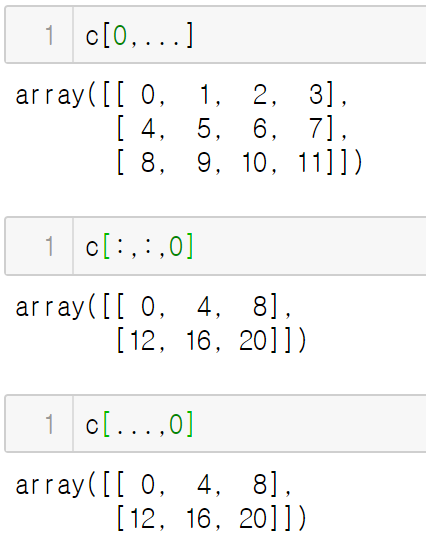 1 c[0,...]
array([[ 0,  1,  2,  3],
       [ 4,  5,  6,  7],
       [ 8,  9, 10, 11]])
1 c[:,:,0]
array([[ 0,  4,  8],
       [12, 16, 20]])
1 c[...,0]
array([[ 0,  4,  8],
       [12, 16, 20]])